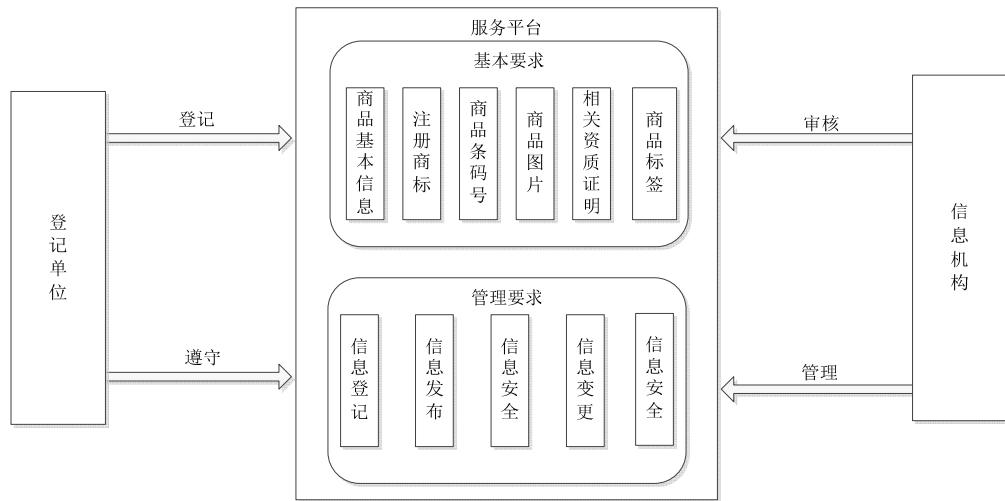 服务平台
基本要求
商品基本信息
注册商标
商品条码号
商品图片
相关资质证明
商品标签
登记
审核
登记单位
信息机构
管理要求
信息登记
信息发布
信息安全
信息变更
信息安全
遵守
管理